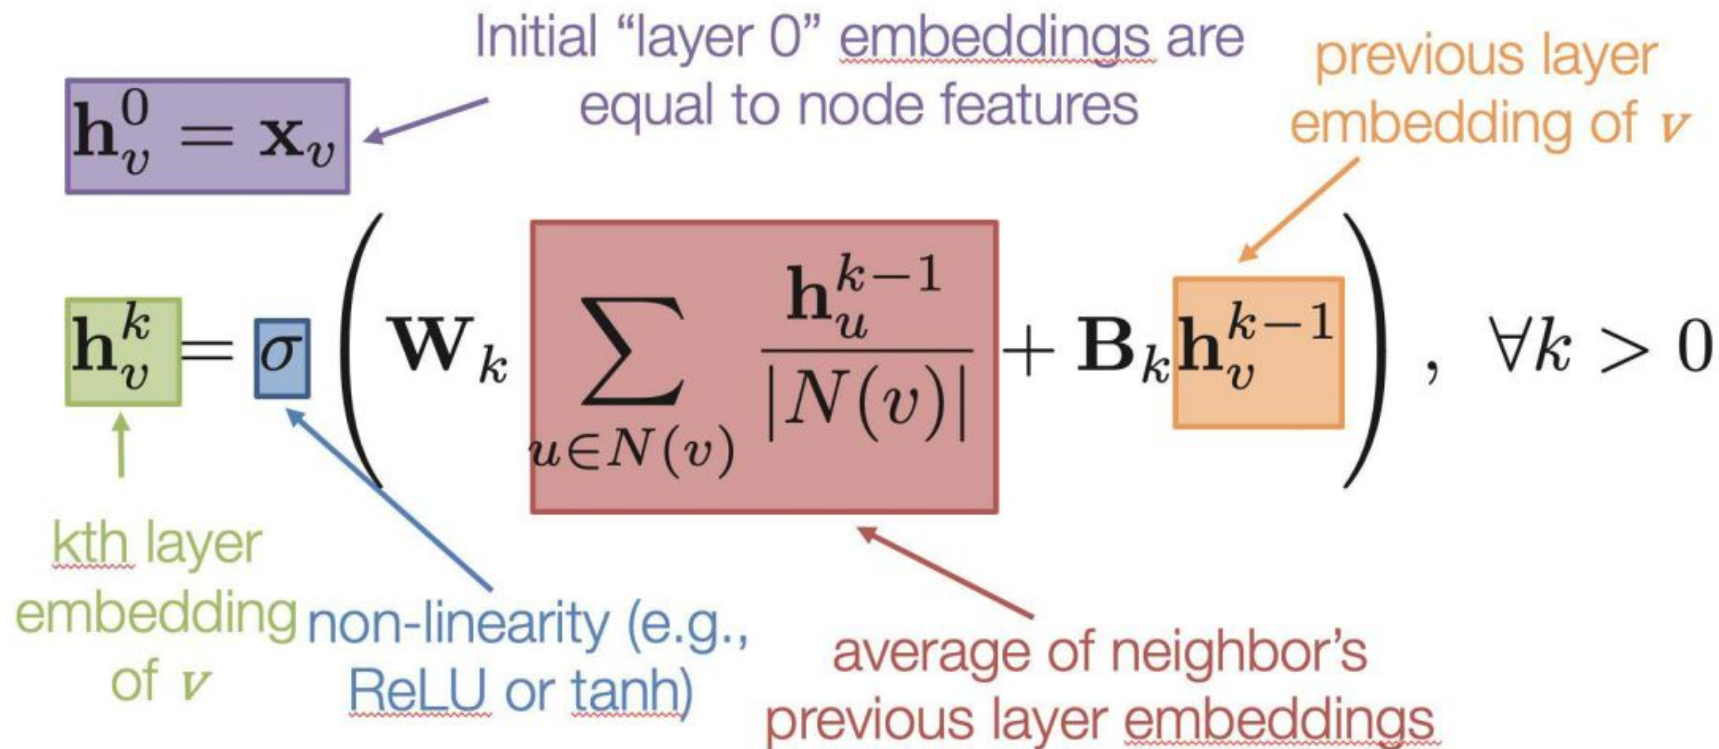 Initial “layer 0” embeddings are
equal to node features
previous layer
embedding of v
h_v^0 = x_v
h_v^k = σ ( W_k ∑_{u∈N(v)} h_u^{k−1} / |N(v)| + B_k h_v^{k−1} ) , ∀k > 0
kth layer
embedding
of v
non-linearity (e.g.,
ReLU or tanh)
average of neighbor’s
previous layer embeddings